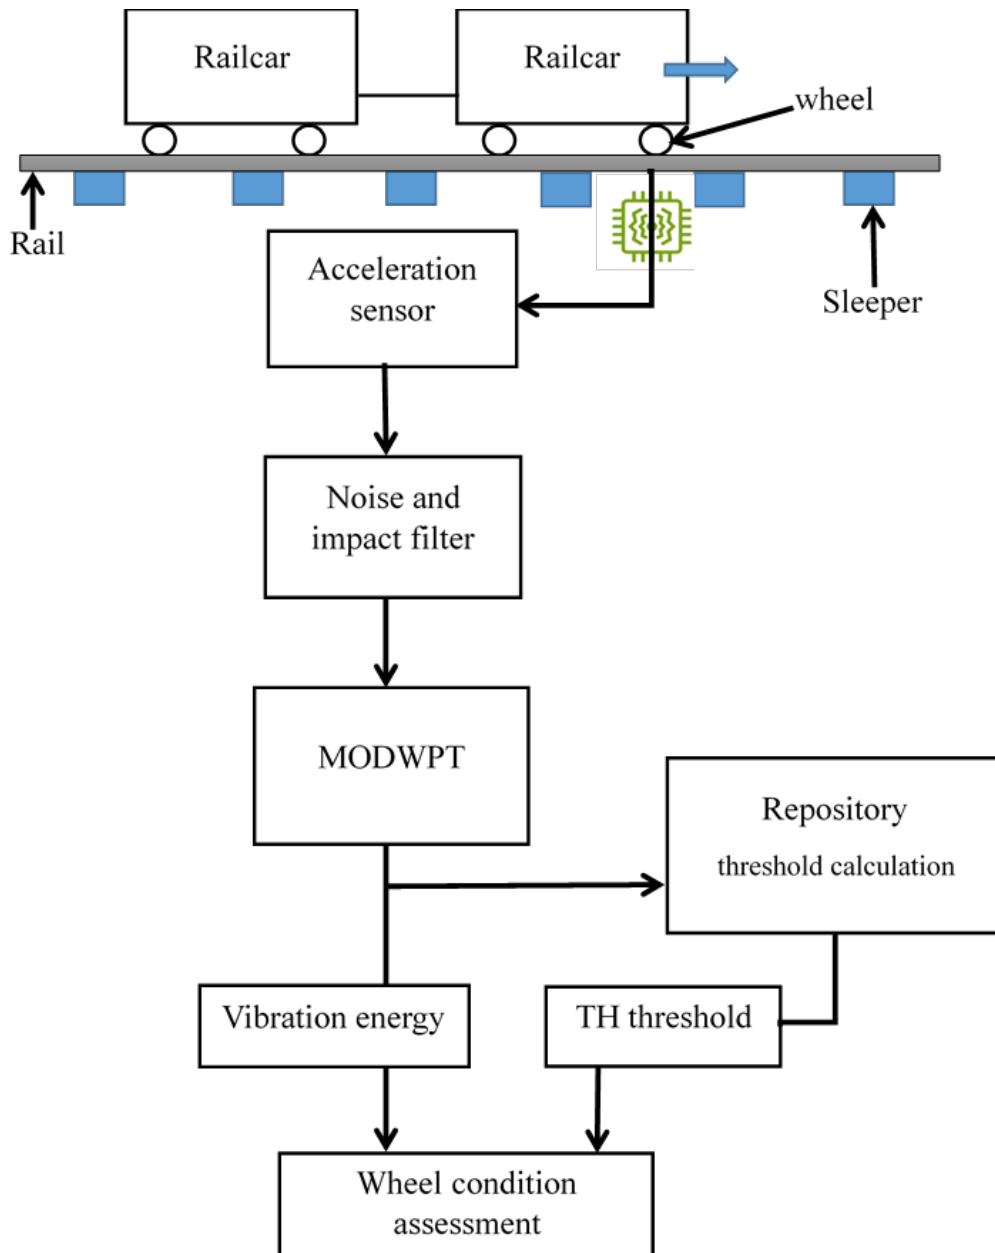 Railcar
Railcar
wheel
Rail
Sleeper
Acceleration
sensor
Noise and
impact filter
MODWPT
Repository
threshold calculation
Vibration energy
TH threshold
Wheel condition
assessment